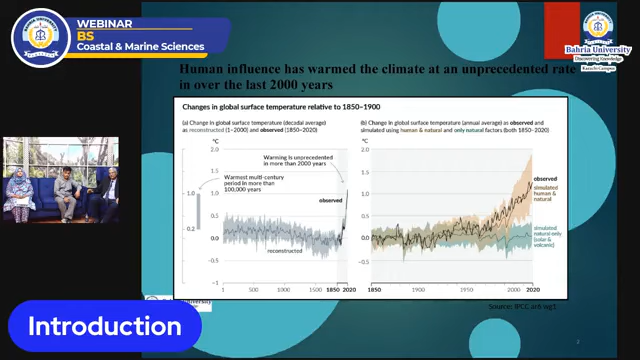 WEBINAR
BS
Coastal & Marine Sciences
Bahria University
Discovering Knowledge
Karachi Campus
Human influence has warmed the climate at an unprecedented rate
in over the last 2000 years
Changes in global surface temperature relative to 1850–1900
(a) Change in global surface temperature (decadal average)
as reconstructed (1–2000) and observed (1850–2020)
(b) Change in global surface temperature (annual average) as observed and
simulated using human & natural and only natural factors (both 1850–2020)
°C
2.0
1.5
1.0
0.5
0.0
−0.5
−1
1.0
0.2
Warming is unprecedented
in more than 2000 years
Warmest multi-century
period in more than
100,000 years
observed
reconstructed
1
500
1000
1500
1850
2020
°C
2.0
1.5
1.0
0.5
0.0
−0.5
observed
simulated
human &
natural
simulated
natural only
(solar &
volcanic)
1850
1900
1950
2000
2020
University
Source: IPCC ar6 wg1
Introduction
2